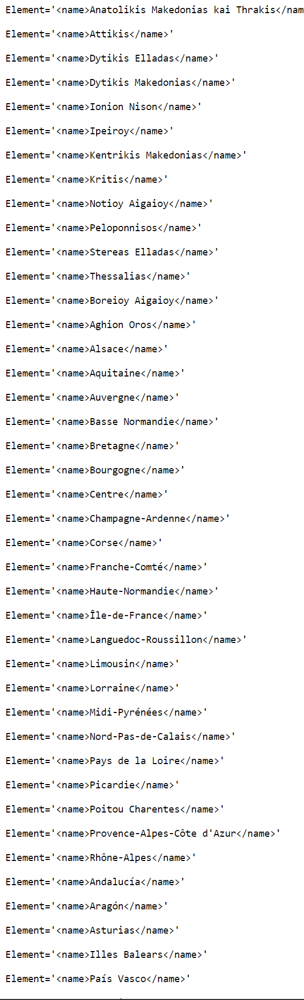 Element='<name>Anatolikis Makedonias kai Thrakis</nam
Element='<name>Attikis</name>'
Element='<name>Dytikis Elladas</name>'
Element='<name>Dytikis Makedonias</name>'
Element='<name>Ionion Nison</name>'
Element='<name>Ipeiroy</name>'
Element='<name>Kentrikis Makedonias</name>'
Element='<name>Kritis</name>'
Element='<name>Notioy Aigaioy</name>'
Element='<name>Peloponnisos</name>'
Element='<name>Stereas Elladas</name>'
Element='<name>Thessalias</name>'
Element='<name>Boreioy Aigaioy</name>'
Element='<name>Aghion Oros</name>'
Element='<name>Alsace</name>'
Element='<name>Aquitaine</name>'
Element='<name>Auvergne</name>'
Element='<name>Basse Normandie</name>'
Element='<name>Bretagne</name>'
Element='<name>Bourgogne</name>'
Element='<name>Centre</name>'
Element='<name>Champagne-Ardenne</name>'
Element='<name>Corse</name>'
Element='<name>Franche-Comté</name>'
Element='<name>Haute-Normandie</name>'
Element='<name>Île-de-France</name>'
Element='<name>Languedoc-Roussillon</name>'
Element='<name>Limousin</name>'
Element='<name>Lorraine</name>'
Element='<name>Midi-Pyrénées</name>'
Element='<name>Nord-Pas-de-Calais</name>'
Element='<name>Pays de la Loire</name>'
Element='<name>Picardie</name>'
Element='<name>Poitou Charentes</name>'
Element='<name>Provence-Alpes-Côte d'Azur</name>'
Element='<name>Rhône-Alpes</name>'
Element='<name>Andalucía</name>'
Element='<name>Aragón</name>'
Element='<name>Asturias</name>'
Element='<name>Illes Balears</name>'
Element='<name>País Vasco</name>'